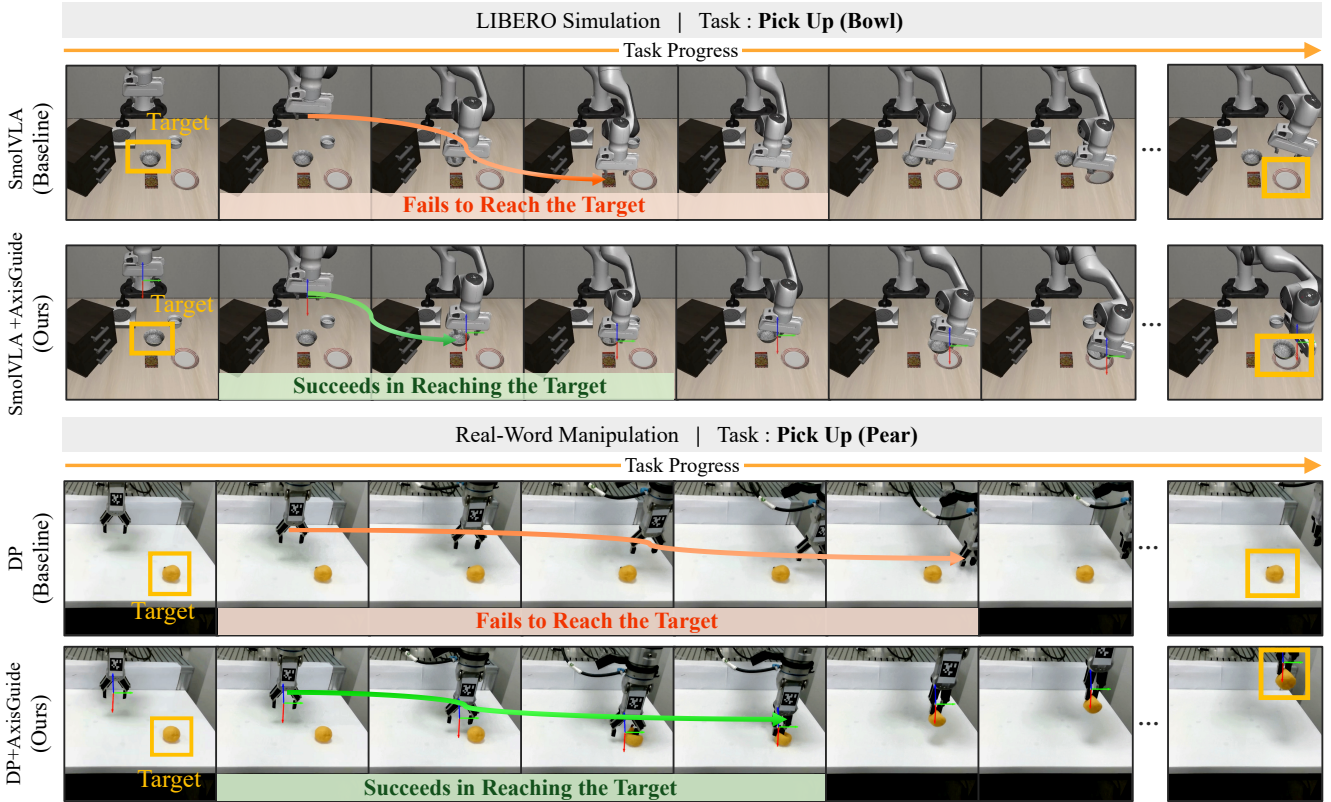 LIBERO Simulation | Task : Pick Up (Bowl)
Task Progress
SmolVLA
(Baseline)
Target
Fails to Reach the Target
...
SmolVLA +AxisGuide
(Ours)
Target
Succeeds in Reaching the Target
...
Real-Word Manipulation | Task : Pick Up (Pear)
Task Progress
DP
(Baseline)
Target
Fails to Reach the Target
...
DP+AxisGuide
(Ours)
Target
Succeeds in Reaching the Target
...